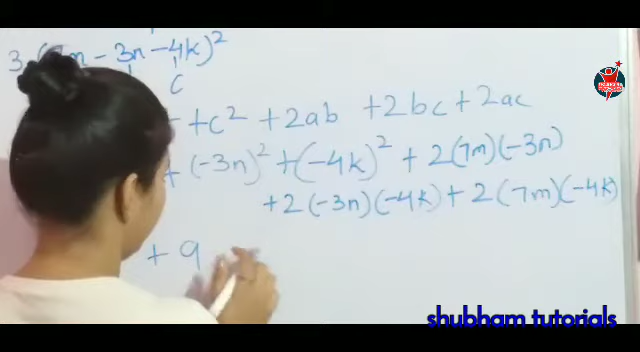 3. (7m - 3n - 4k)²
c
+ c² + 2ab + 2bc + 2ac
+ (-3n)² + (-4k)² + 2(7m)(-3n)
+2(-3n)(-4k) + 2(7m)(-4k)
+ 9
shubham tutorials